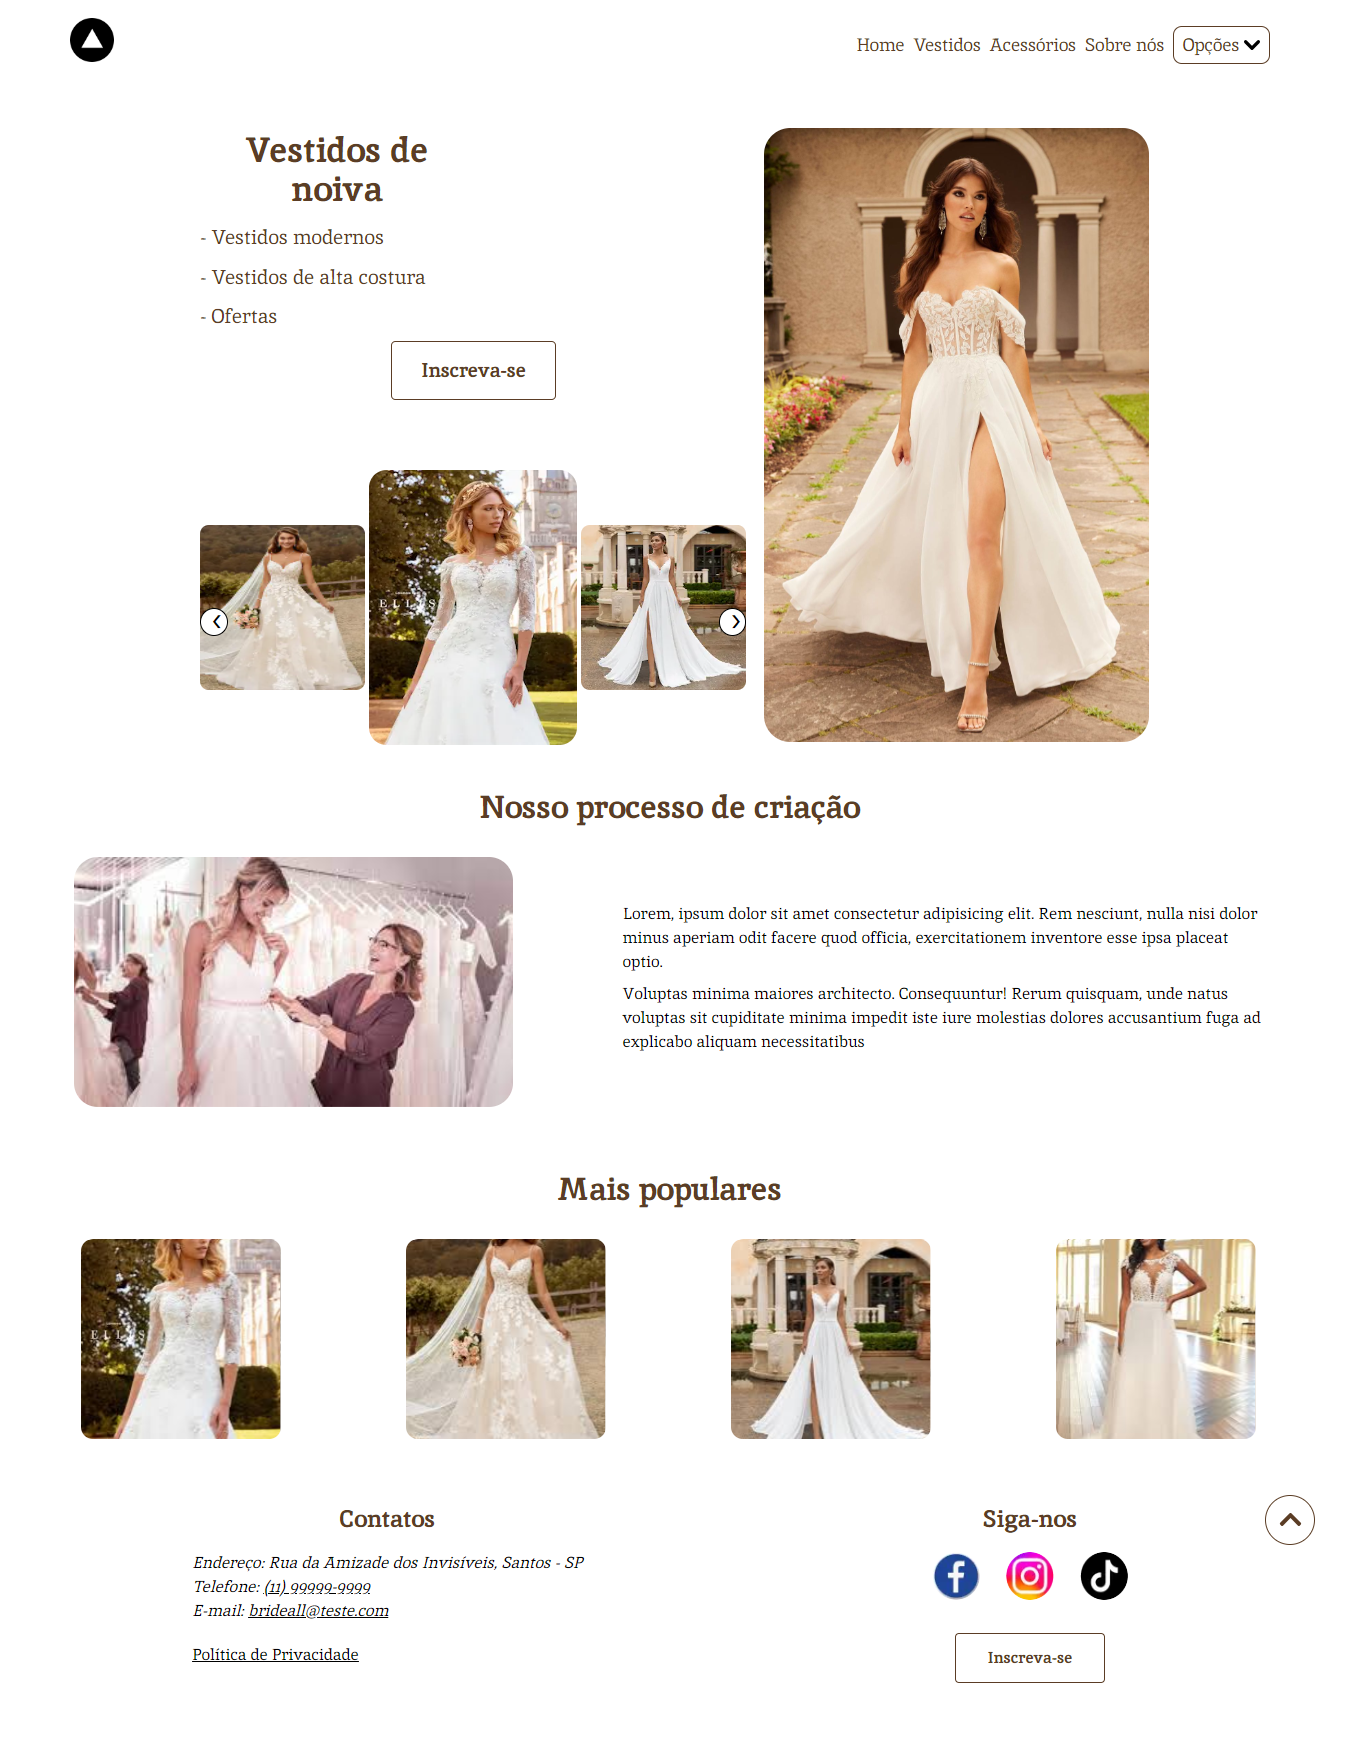 Home Vestidos Acessórios Sobre nós Opções
Vestidos de
noiva
- Vestidos modernos
- Vestidos de alta costura
- Ofertas
Inscreva-se
ELLIS
Nosso processo de criação
Lorem, ipsum dolor sit amet consectetur adipisicing elit. Rem nesciunt, nulla nisi dolor
minus aperiam odit facere quod officia, exercitationem inventore esse ipsa placeat
optio.
Voluptas minima maiores architecto. Consequuntur! Rerum quisquam, unde natus
voluptas sit cupiditate minima impedit iste iure molestias dolores accusantium fuga ad
explicabo aliquam necessitatibus
Mais populares
ELLIS
Contatos
Endereço: Rua da Amizade dos Invisíveis, Santos - SP
Telefone: (11) 99999-9999
E-mail: brideall@teste.com
Política de Privacidade
Siga-nos
Inscreva-se